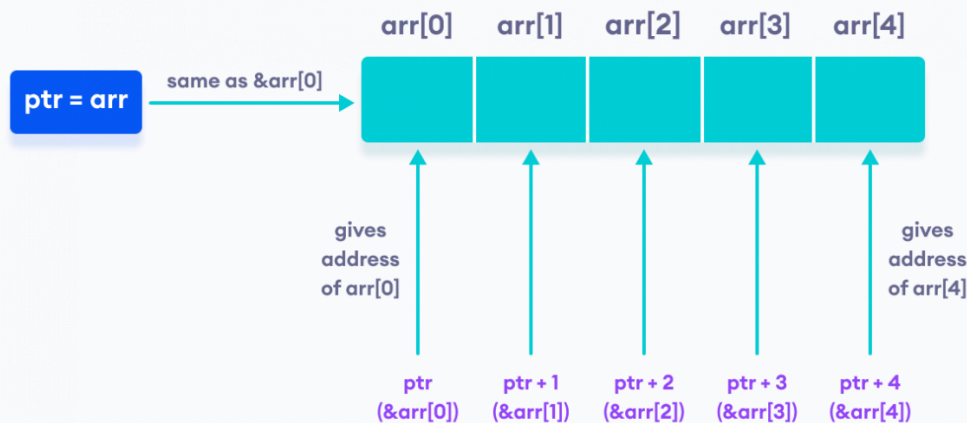 arr[0] arr[1] arr[2] arr[3] arr[4]
ptr = arr
same as &arr[0]
gives
address
of arr[0]
gives
address
of arr[4]
ptr ptr + 1 ptr + 2 ptr + 3 ptr + 4
(&arr[0]) (&arr[1]) (&arr[2]) (&arr[3]) (&arr[4])